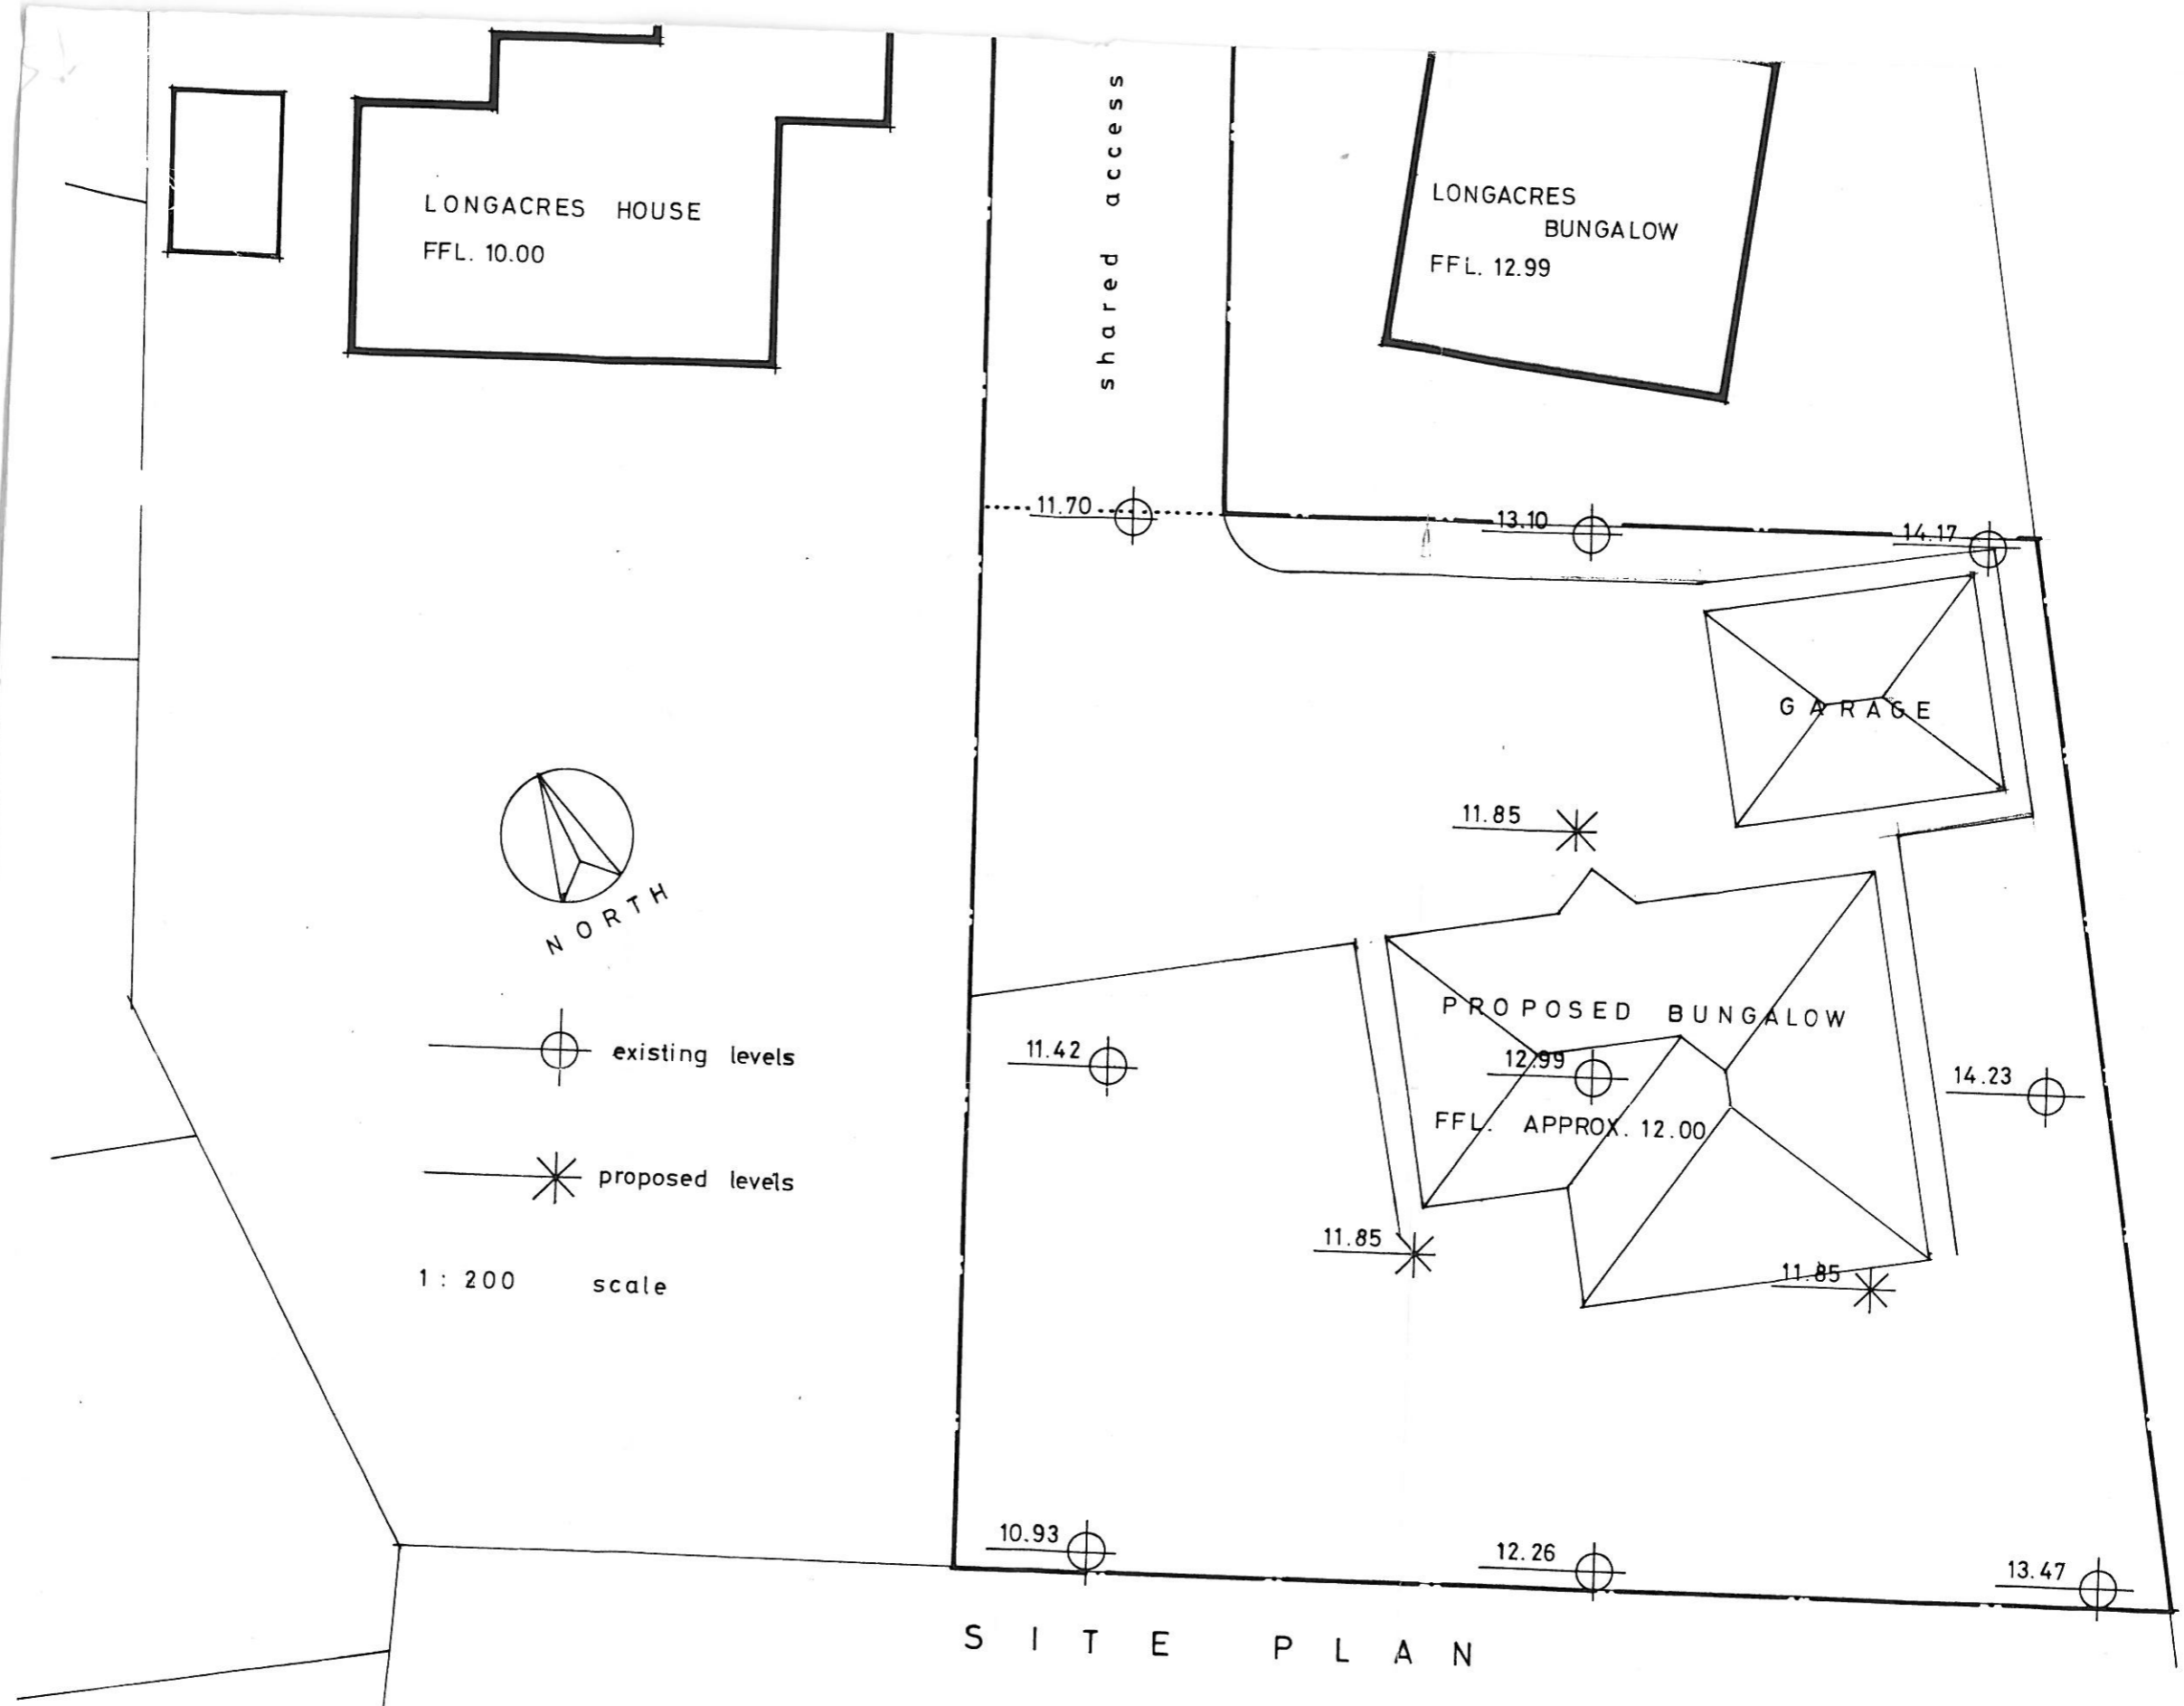 shared access
LONGACRES HOUSE
FFL. 10.00
LONGACRES
BUNGALOW
FFL. 12.99
11.70
13.10
14.17
GARAGE
11.85
NORTH
PROPOSED BUNGALOW
12.99
FFL. APPROX. 12.00
11.42
14.23
existing levels
proposed levels
11.85
11.85
1 : 200 scale
10.93
12.26
13.47
SITE PLAN